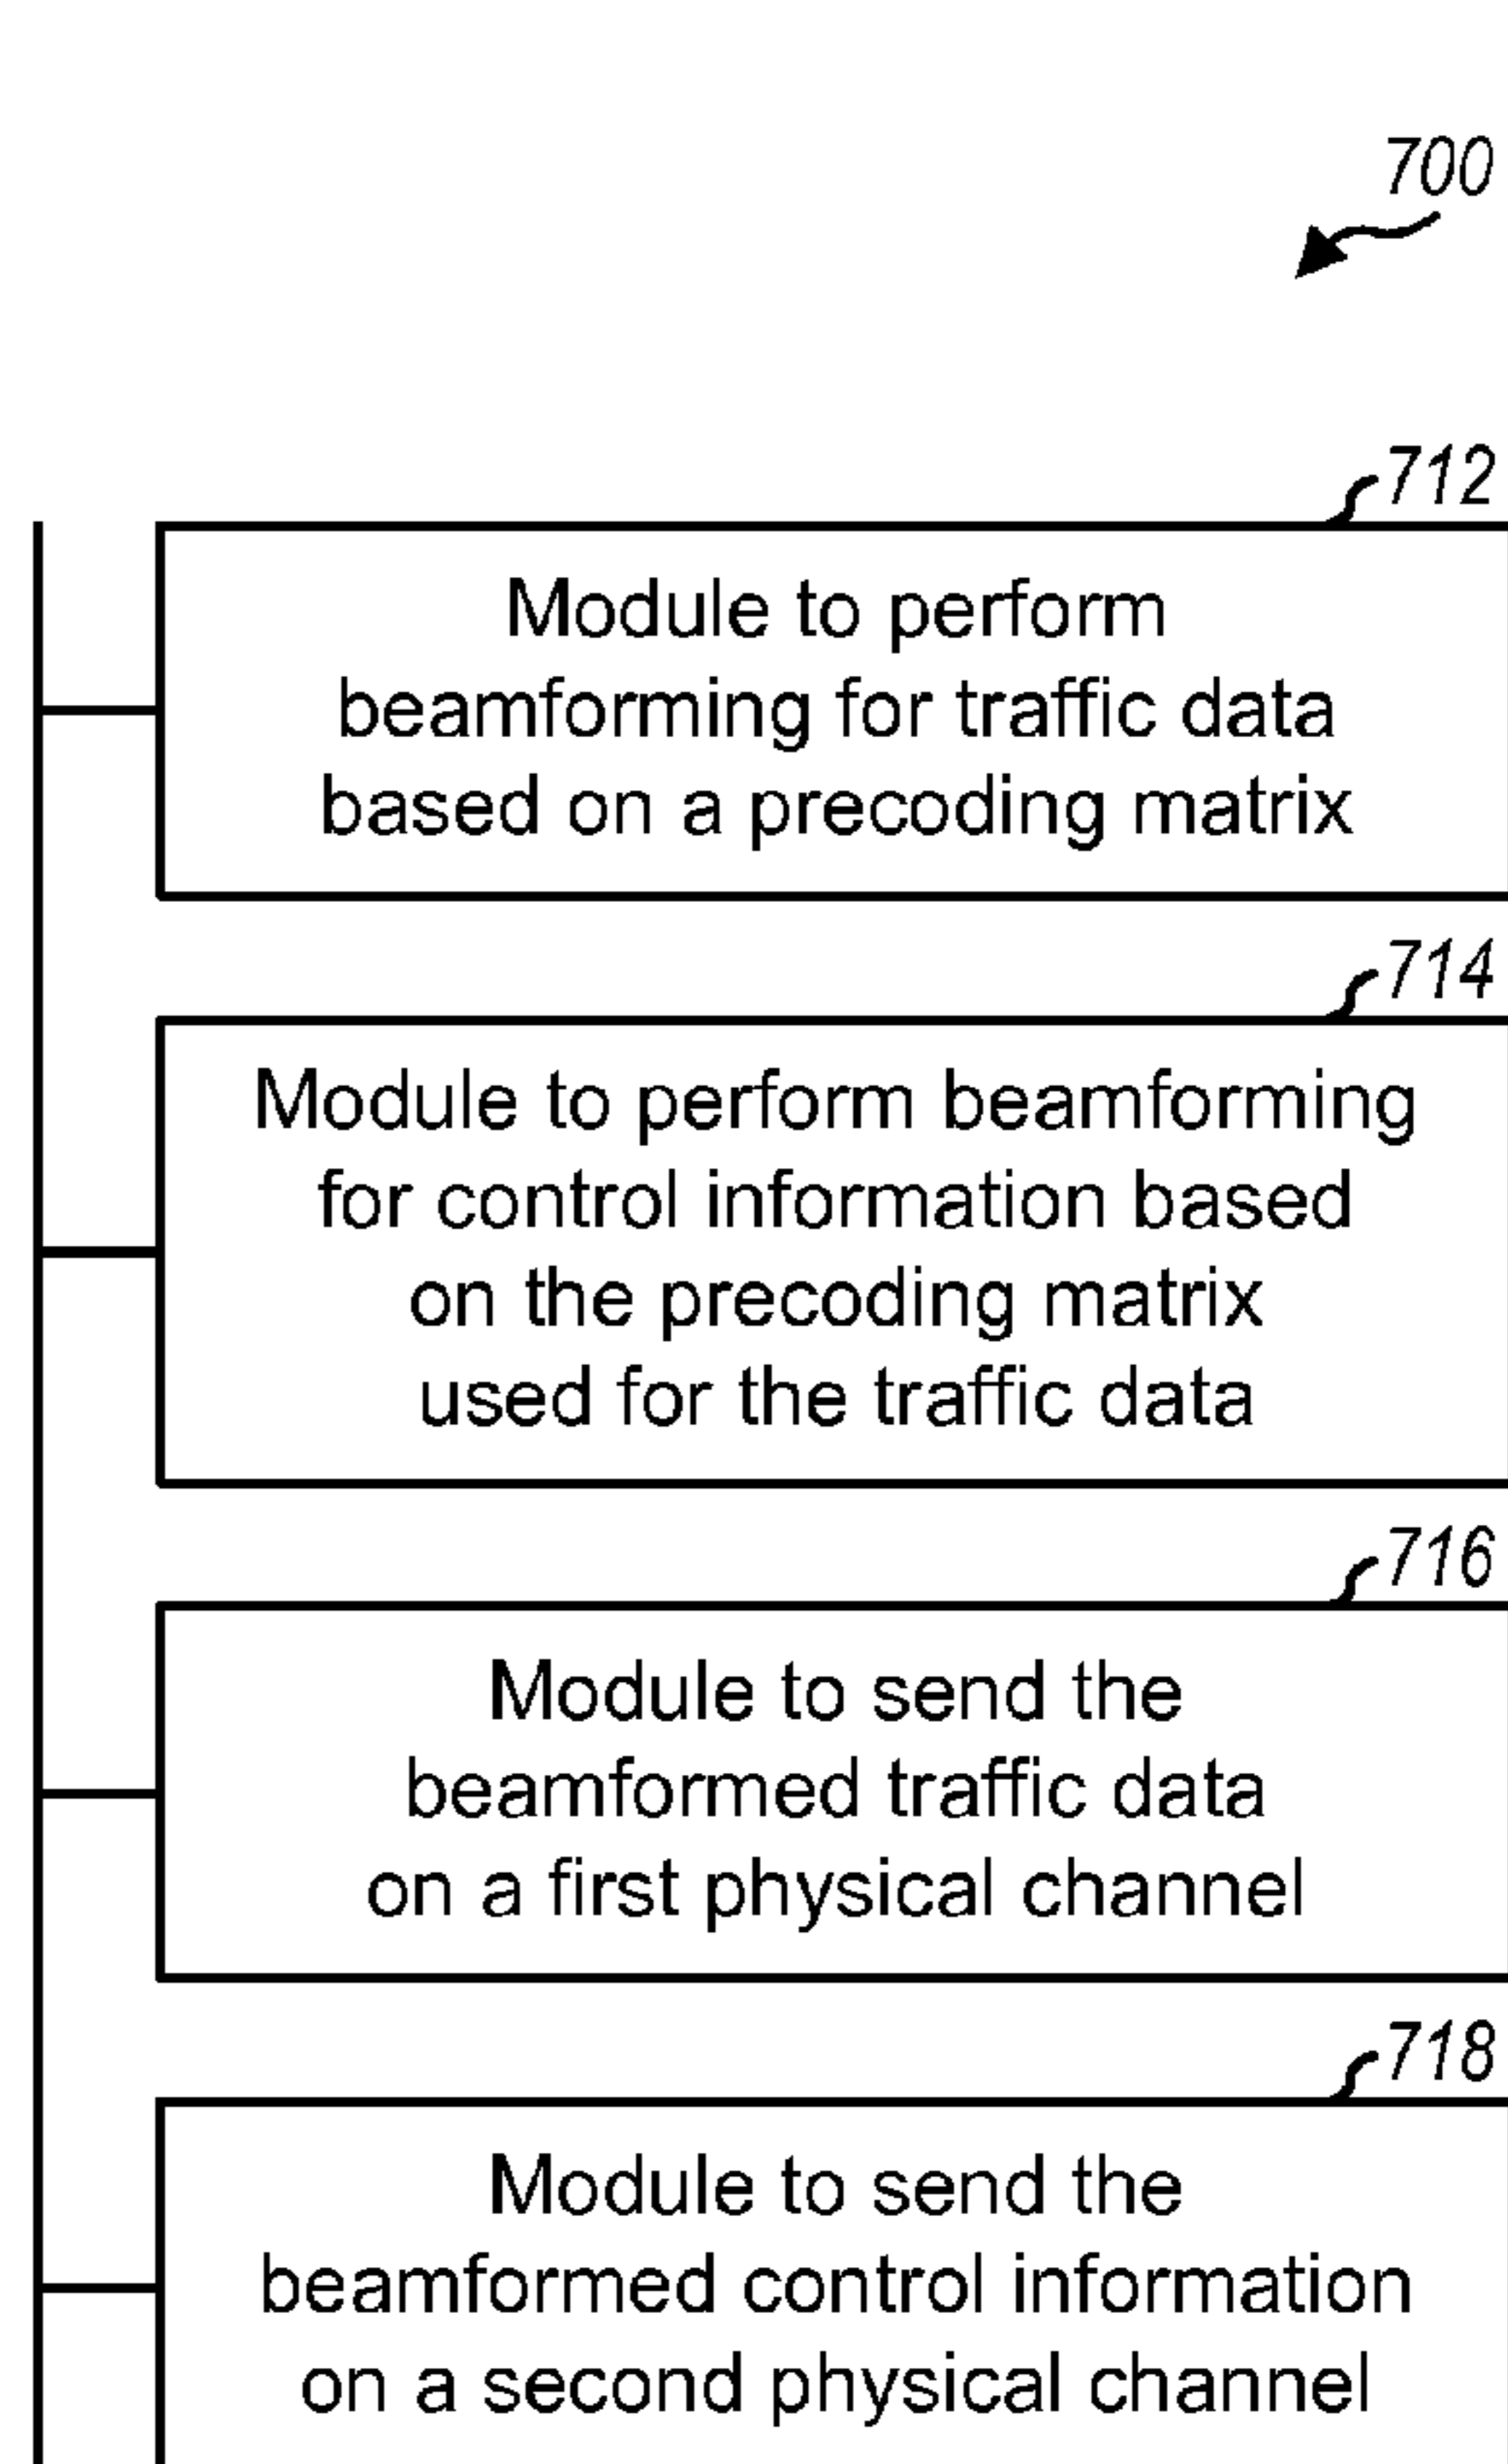 700
712
Module to perform
beamforming for traffic data
based on a precoding matrix
714
Module to perform beamforming
for control information based
on the precoding matrix
used for the traffic data
716
Module to send the
beamformed traffic data
on a first physical channel
718
Module to send the
beamformed control information
on a second physical channel